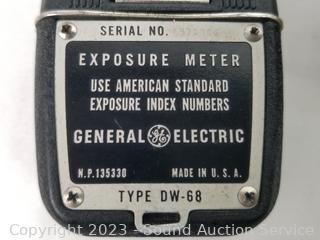 SERIAL NO.
EXPOSURE METER
USE AMERICAN STANDARD
EXPOSURE INDEX NUMBERS
GENERAL GE ELECTRIC
N.P.135330 MADE IN U.S.A.
TYPE DW-68
Copyright © 2023 - Sound Auction Service